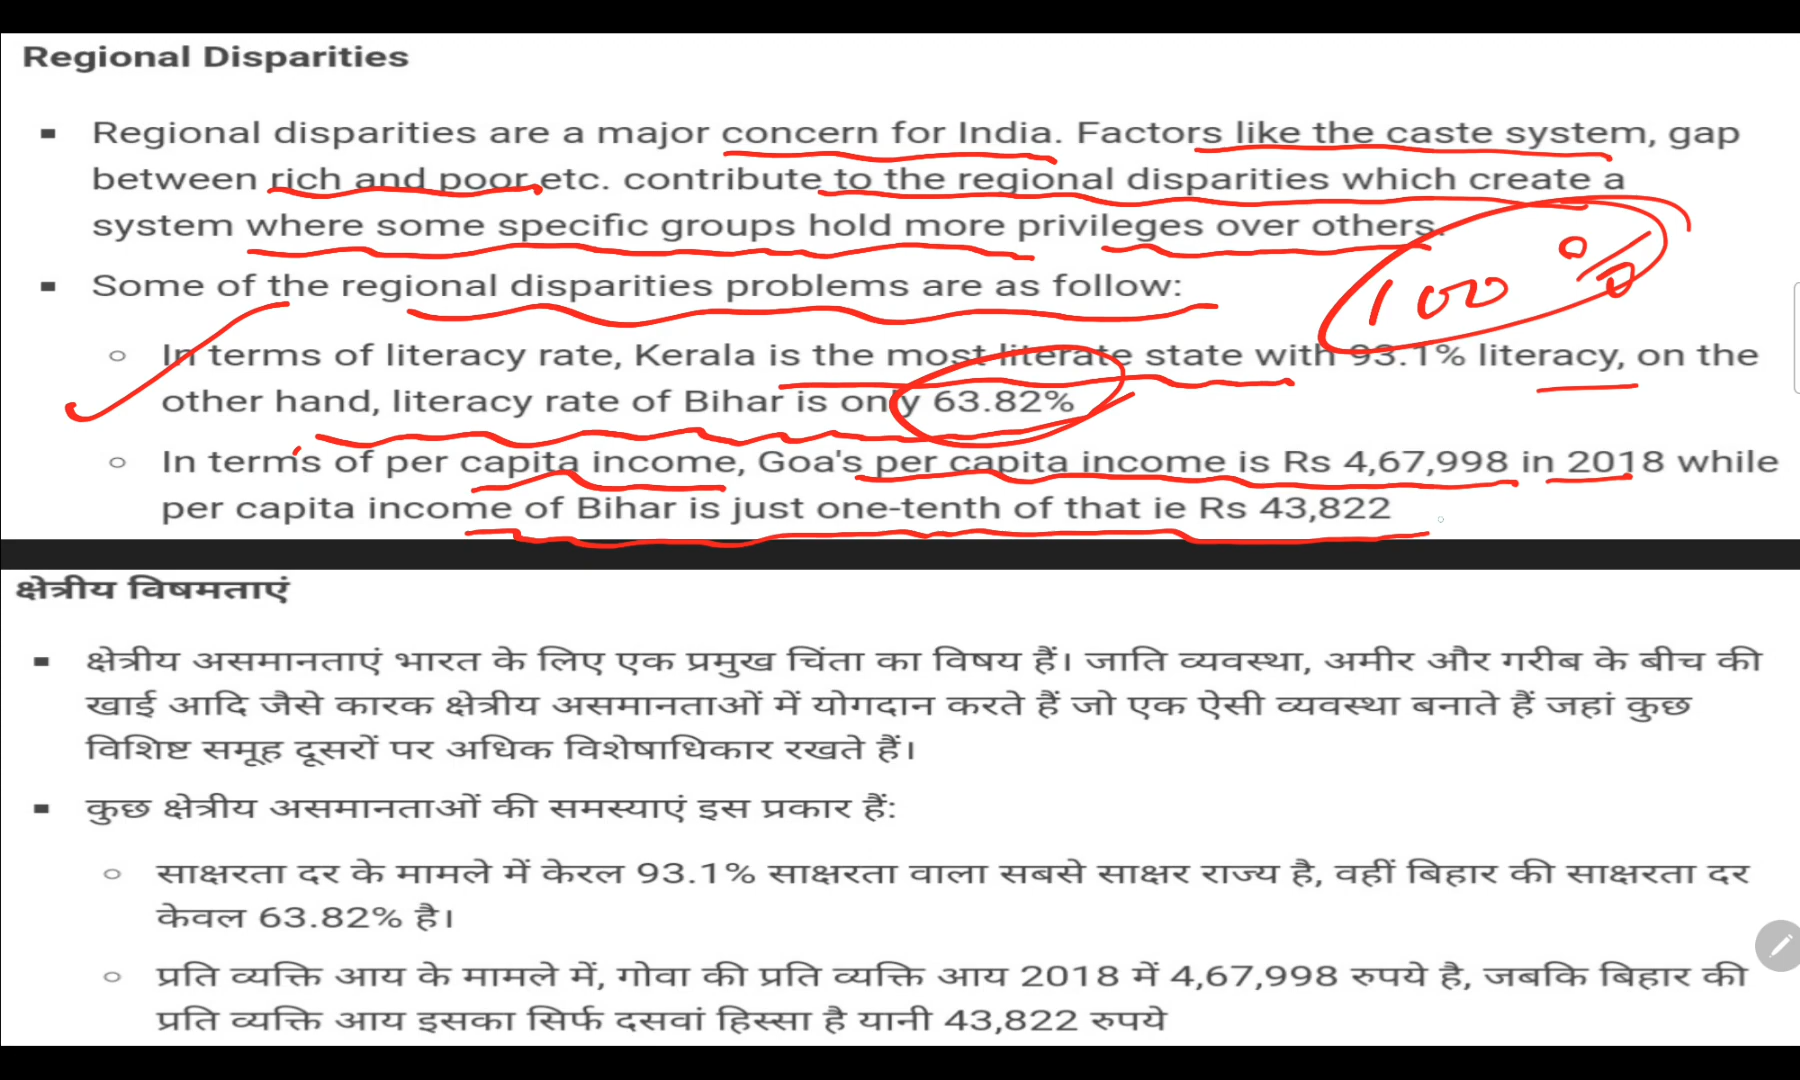 Regional Disparities
▪ Regional disparities are a major concern for India. Factors like the caste system, gap
between rich and poor etc. contribute to the regional disparities which create a
system where some specific groups hold more privileges over others.
100%
▪ Some of the regional disparities problems are as follow:
○ In terms of literacy rate, Kerala is the most literate state with 93.1% literacy, on the
other hand, literacy rate of Bihar is only 63.82%
○ In terms of per capita income, Goa's per capita income is Rs 4,67,998 in 2018 while
per capita income of Bihar is just one-tenth of that ie Rs 43,822
क्षेत्रीय विषमताएं
▪ क्षेत्रीय असमानताएं भारत के लिए एक प्रमुख चिंता का विषय हैं। जाति व्यवस्था, अमीर और गरीब के बीच की
खाई आदि जैसे कारक क्षेत्रीय असमानताओं में योगदान करते हैं जो एक ऐसी व्यवस्था बनाते हैं जहां कुछ
विशिष्ट समूह दूसरों पर अधिक विशेषाधिकार रखते हैं।
▪ कुछ क्षेत्रीय असमानताओं की समस्याएं इस प्रकार हैं:
○ साक्षरता दर के मामले में केरल 93.1% साक्षरता वाला सबसे साक्षर राज्य है, वहीं बिहार की साक्षरता दर
केवल 63.82% है।
○ प्रति व्यक्ति आय के मामले में, गोवा की प्रति व्यक्ति आय 2018 में 4,67,998 रुपये है, जबकि बिहार की
प्रति व्यक्ति आय इसका सिर्फ दसवां हिस्सा है यानी 43,822 रुपये